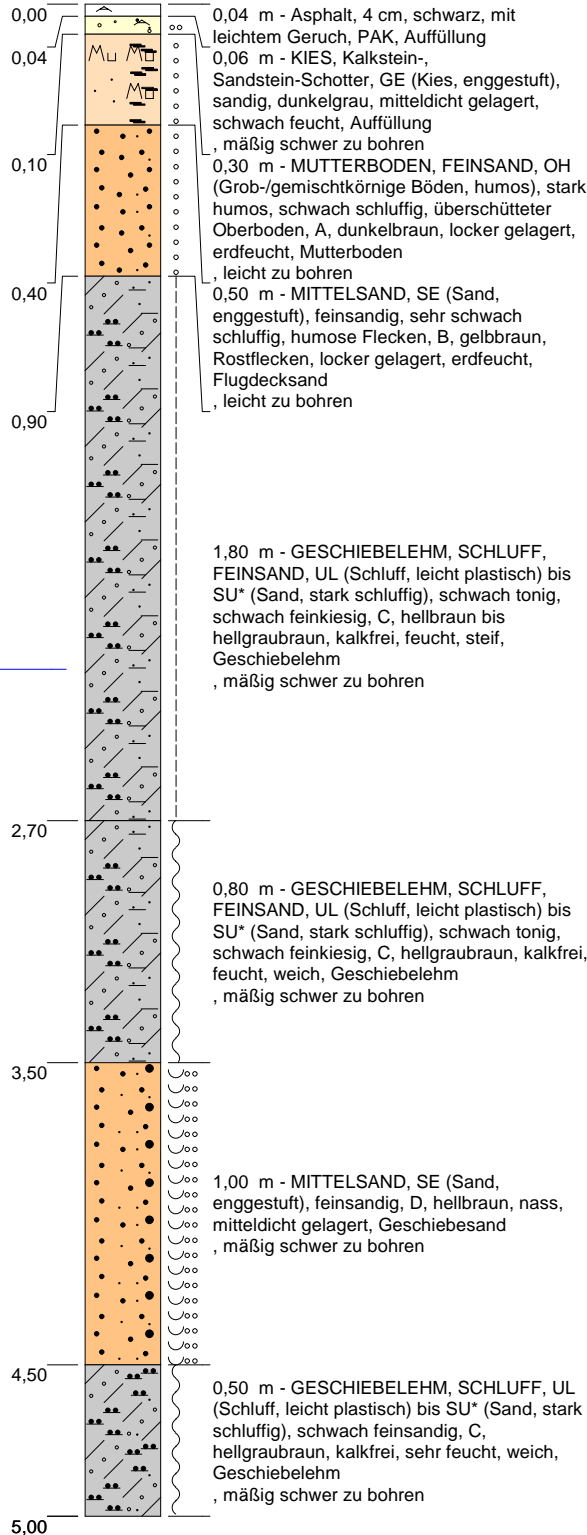 0,00
0,04 m - Asphalt, 4 cm, schwarz, mit
leichtem Geruch, PAK, Auffüllung
0,04
0,06 m - KIES, Kalkstein-,
Sandstein-Schotter, GE (Kies, enggestuft),
sandig, dunkelgrau, mitteldicht gelagert,
schwach feucht, Auffüllung
, mäßig schwer zu bohren
0,10
0,30 m - MUTTERBODEN, FEINSAND, OH
(Grob-/gemischtkörnige Böden, humos), stark
humos, schwach schluffig, überschütteter
Oberboden, A, dunkelbraun, locker gelagert,
erdfeucht, Mutterboden
, leicht zu bohren
0,40
0,50 m - MITTELSAND, SE (Sand,
enggestuft), feinsandig, sehr schwach
schluffig, humose Flecken, B, gelbbraun,
Rostflecken, locker gelagert, erdfeucht,
Flugdecksand
, leicht zu bohren
0,90
1,80 m - GESCHIEBELEHM, SCHLUFF,
FEINSAND, UL (Schluff, leicht plastisch) bis
SU* (Sand, stark schluffig), schwach tonig,
schwach feinkiesig, C, hellbraun bis
hellgraubraun, kalkfrei, feucht, steif,
Geschiebelehm
, mäßig schwer zu bohren
2,70
0,80 m - GESCHIEBELEHM, SCHLUFF,
FEINSAND, UL (Schluff, leicht plastisch) bis
SU* (Sand, stark schluffig), schwach tonig,
schwach feinkiesig, C, hellgraubraun, kalkfrei,
feucht, weich, Geschiebelehm
, mäßig schwer zu bohren
3,50
1,00 m - MITTELSAND, SE (Sand,
enggestuft), feinsandig, D, hellbraun, nass,
mitteldicht gelagert, Geschiebesand
, mäßig schwer zu bohren
4,50
0,50 m - GESCHIEBELEHM, SCHLUFF, UL
(Schluff, leicht plastisch) bis SU* (Sand, stark
schluffig), schwach feinsandig, C,
hellgraubraun, kalkfrei, sehr feucht, weich,
Geschiebelehm
, mäßig schwer zu bohren
5,00